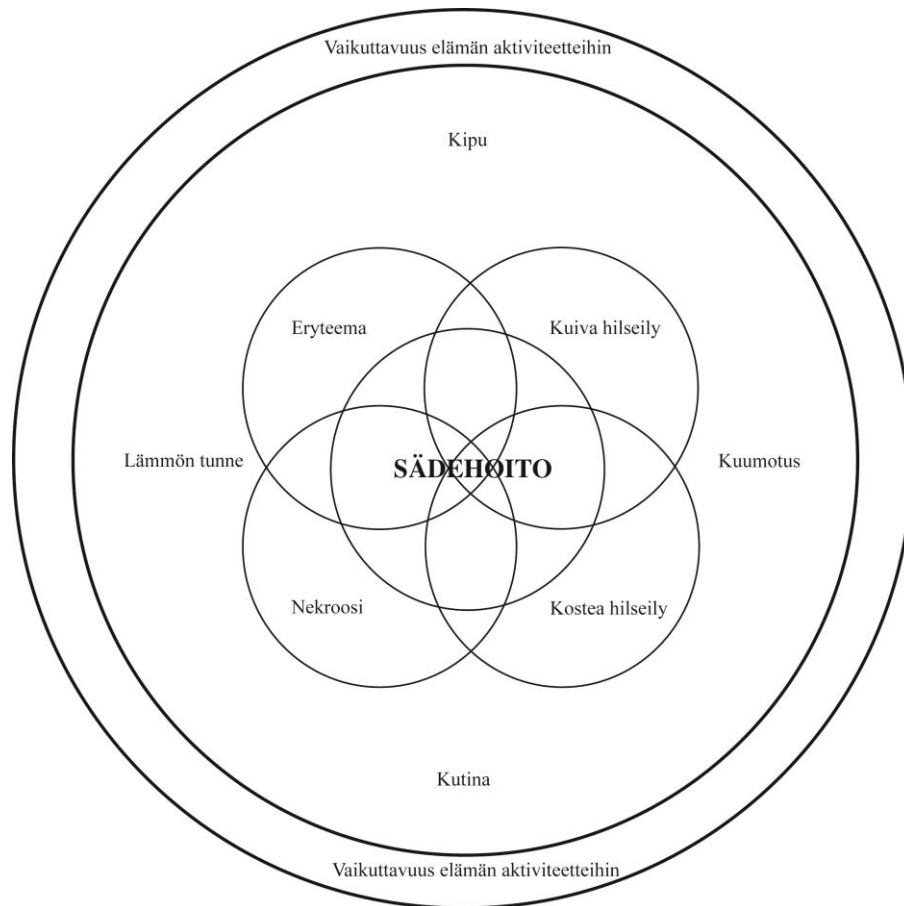 Vaikuttavuus elämän aktiviteetteihin
Kipu
Eryteema
Kuiva hilseily
Lämmön tunne
SÄDEHOITO
Kuumotus
Nekroosi
Kostea hilseily
Kutina
Vaikuttavuus elämän aktiviteetteihin